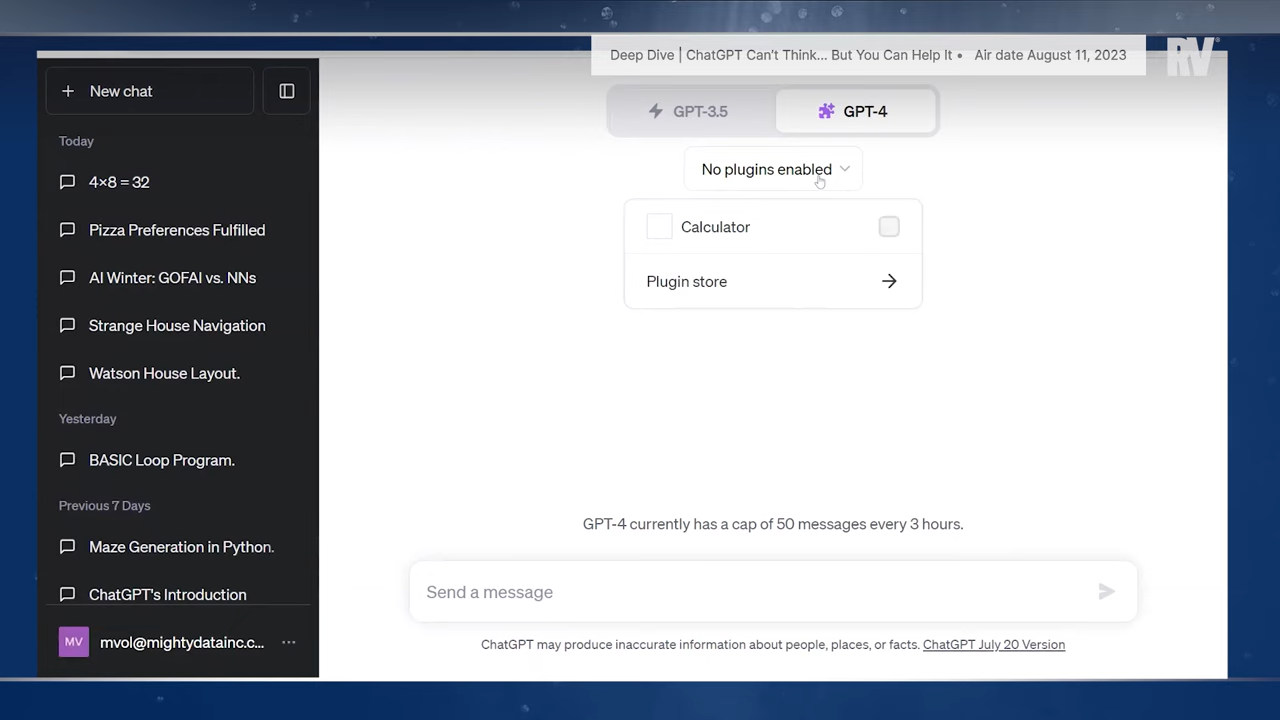 Deep Dive | ChatGPT Can't Think... But You Can Help It • Air date August 11, 2023
RV
New chat
GPT-3.5
GPT-4
Today
No plugins enabled
4×8 = 32
Pizza Preferences Fulfilled
Calculator
AI Winter: GOFAI vs. NNs
Plugin store
Strange House Navigation
Watson House Layout.
Yesterday
BASIC Loop Program.
Previous 7 Days
GPT-4 currently has a cap of 50 messages every 3 hours.
Maze Generation in Python.
ChatGPT's Introduction
Send a message
MV
mvol@mightydatainc.c...
ChatGPT may produce inaccurate information about people, places, or facts. ChatGPT July 20 Version